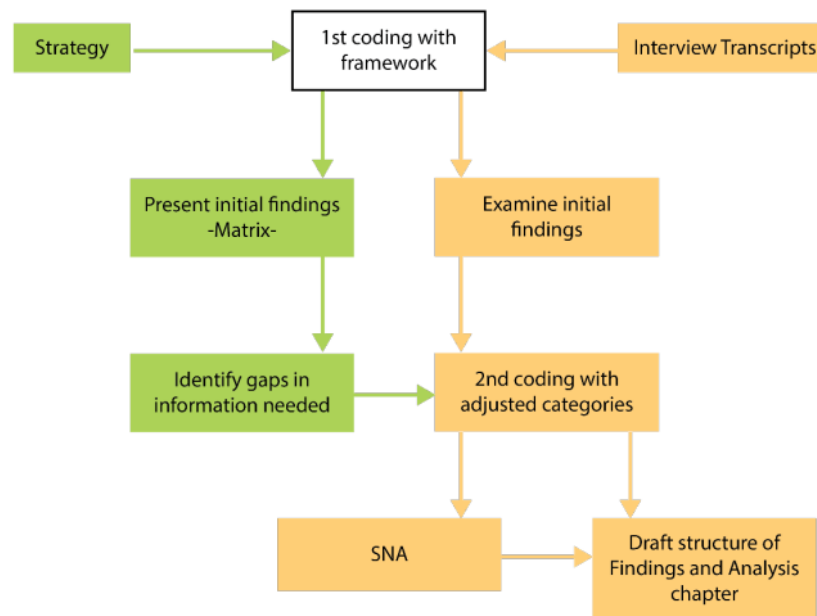 Strategy
1st coding with
framework
Interview Transcripts
Present initial findings
-Matrix-
Examine initial
findings
Identify gaps in
information needed
2nd coding with
adjusted categories
SNA
Draft structure of
Findings and Analysis
chapter